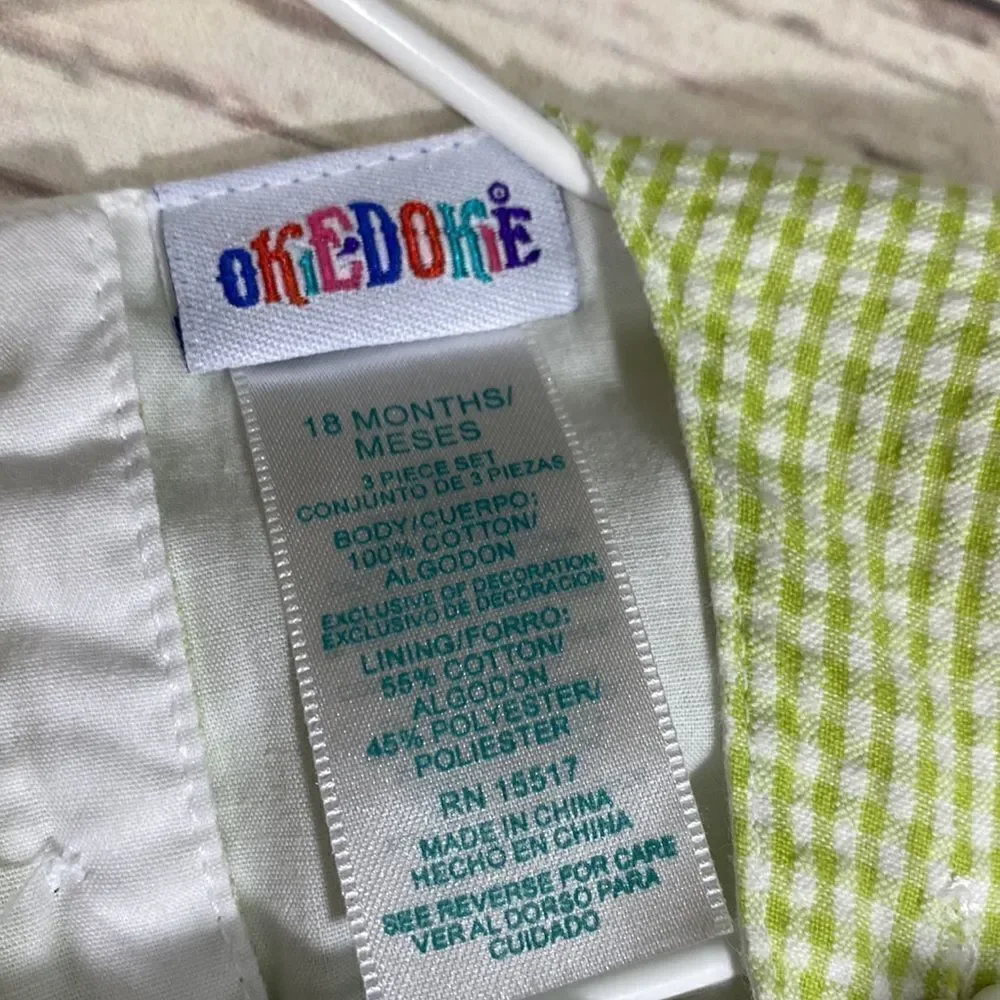 OKIEDOKIE
18 MONTHS/
MESES
3 PIECE SET
CONJUNTO DE 3 PIEZAS
BODY/CUERPO:
100% COTTON/
ALGODON
EXCLUSIVE OF DECORATION
EXCLUSIVO DE DECORACION
LINING/FORRO:
55% COTTON/
ALGODON
45% POLYESTER/
POLIESTER
RN 15517
MADE IN CHINA
HECHO EN CHINA
SEE REVERSE FOR CARE
VER AL DORSO PARA
CUIDADO